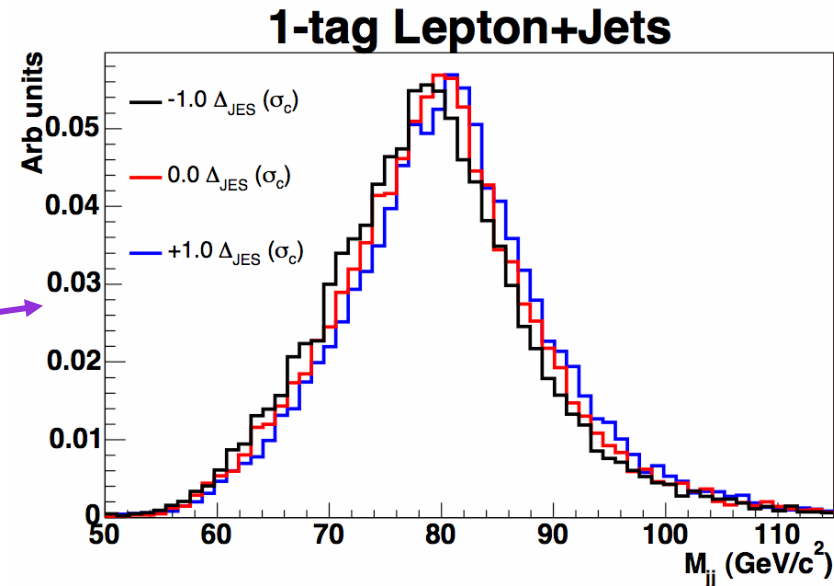 1-tag Lepton+Jets
Arb units
-1.0 Δ_JES (σ_c)
0.0 Δ_JES (σ_c)
+1.0 Δ_JES (σ_c)
0.05
0.04
0.03
0.02
0.01
0
50 60 70 80 90 100 110
M_jj (GeV/c²)